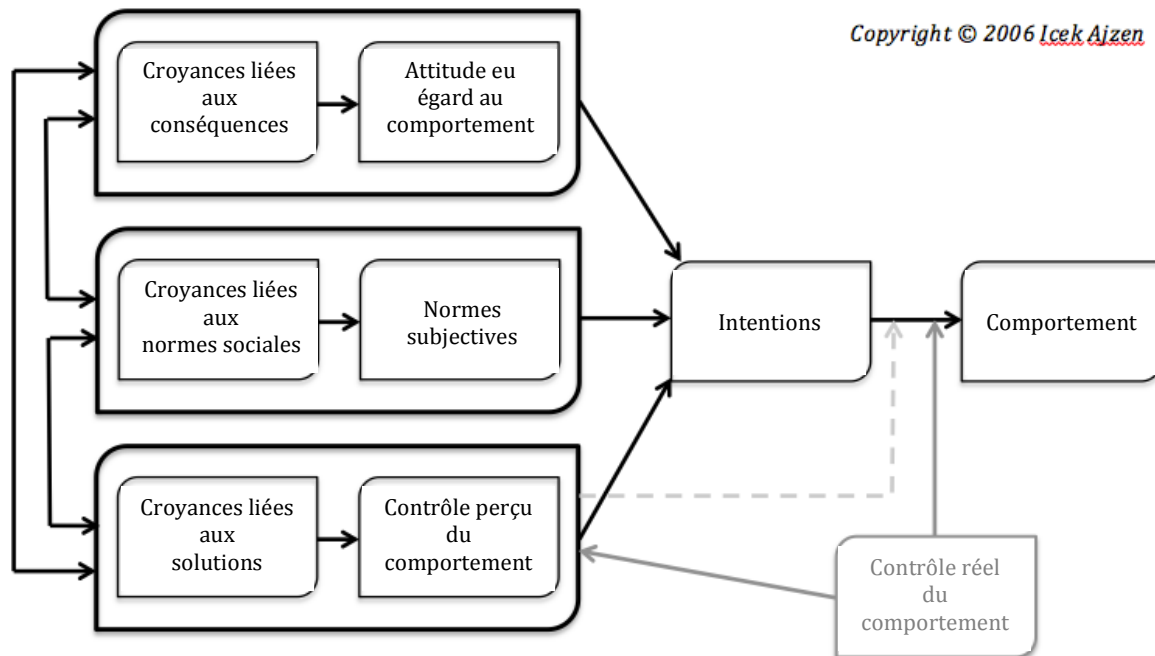 Copyright © 2006 Icek Ajzen
Croyances liées
aux
conséquences
Attitude eu
égard au
comportement
Croyances liées
aux
normes sociales
Normes
subjectives
Intentions
Comportement
Croyances liées
aux
solutions
Contrôle perçu
du
comportement
Contrôle réel
du
comportement